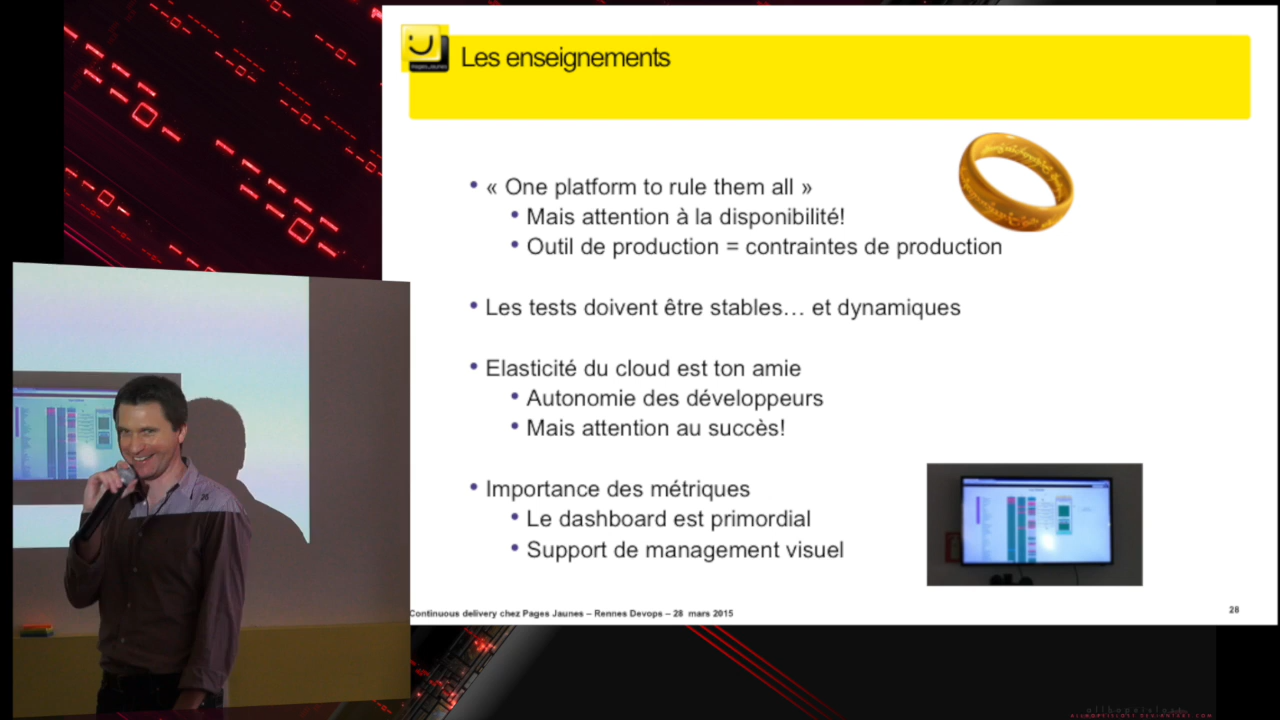 PagesJaunes
Les enseignements
• « One platform to rule them all »
• Mais attention à la disponibilité!
• Outil de production = contraintes de production
• Les tests doivent être stables… et dynamiques
• Elasticité du cloud est ton amie
• Autonomie des développeurs
• Mais attention au succès!
• Importance des métriques
• Le dashboard est primordial
• Support de management visuel
Continuous delivery chez Pages Jaunes – Rennes Devops – 28 mars 2015
28